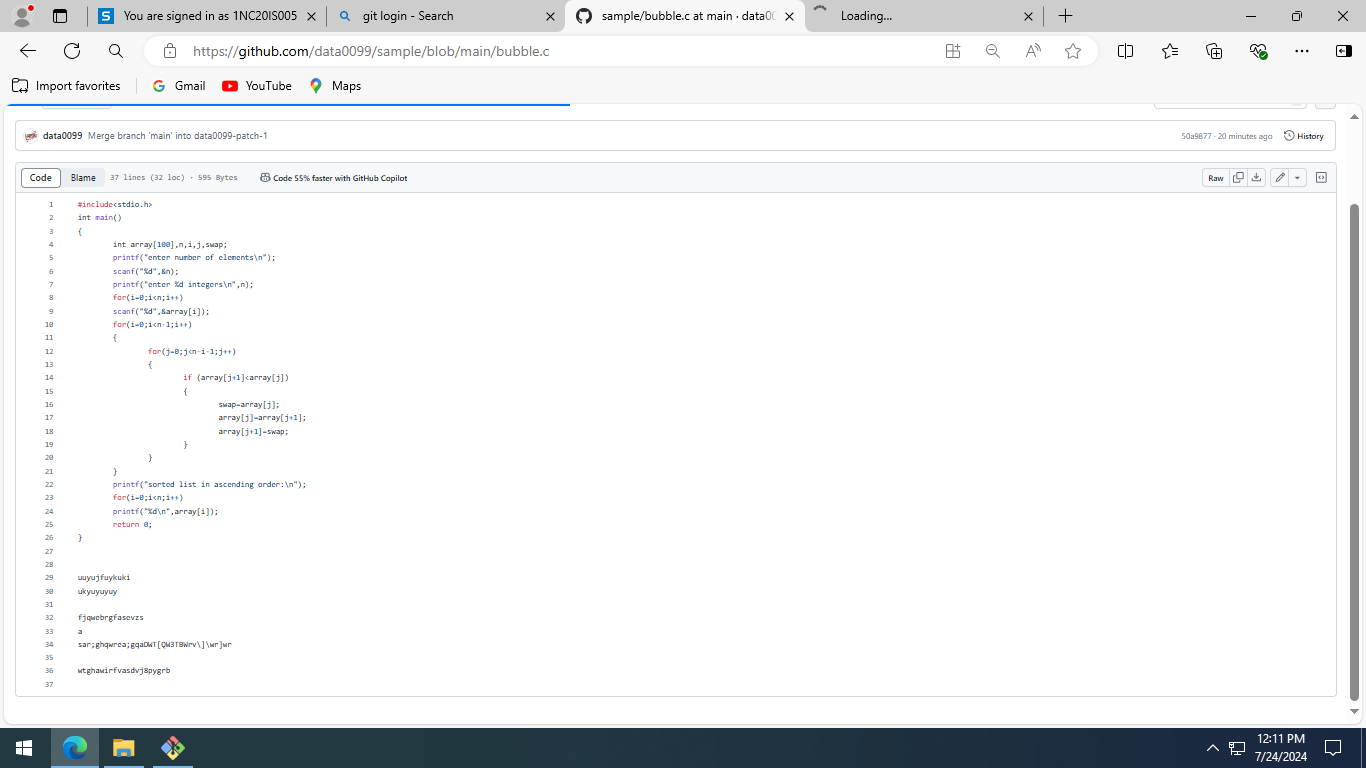 You are signed in as 1NC20IS005
git login - Search
sample/bubble.c at main · data00
Loading...
https://github.com/data0099/sample/blob/main/bubble.c
Import favorites
Gmail
YouTube
Maps
data0099 Merge branch 'main' into data0099-patch-1
50a9877 · 20 minutes ago
History
Code
Blame
37 lines (32 loc) · 595 Bytes
Code 55% faster with GitHub Copilot
Raw
1 #include<stdio.h>
2 int main()
3 {
4 int array[100],n,i,j,swap;
5 printf("enter number of elements\n");
6 scanf("%d",&n);
7 printf("enter %d integers\n",n);
8 for(i=0;i<n;i++)
9 scanf("%d",&array[i]);
10 for(i=0;i<n-1;i++)
11 {
12 for(j=0;j<n-i-1;j++)
13 {
14 if (array[j+1]<array[j])
15 {
16 swap=array[j];
17 array[j]=array[j+1];
18 array[j+1]=swap;
19 }
20 }
21 }
22 printf("sorted list in ascending order:\n");
23 for(i=0;i<n;i++)
24 printf("%d\n",array[i]);
25 return 0;
26 }
27
28
29 uuyujfuykuki
30 ukyuyuyuy
31
32 fjqwebrgfasevzs
33 a
34 sar;ghqwrea;gqaDWT[QW3TBWrv\]\wr]wr
35
36 wtghawirfvasdvj8pygrb
37
12:11 PM
7/24/2024